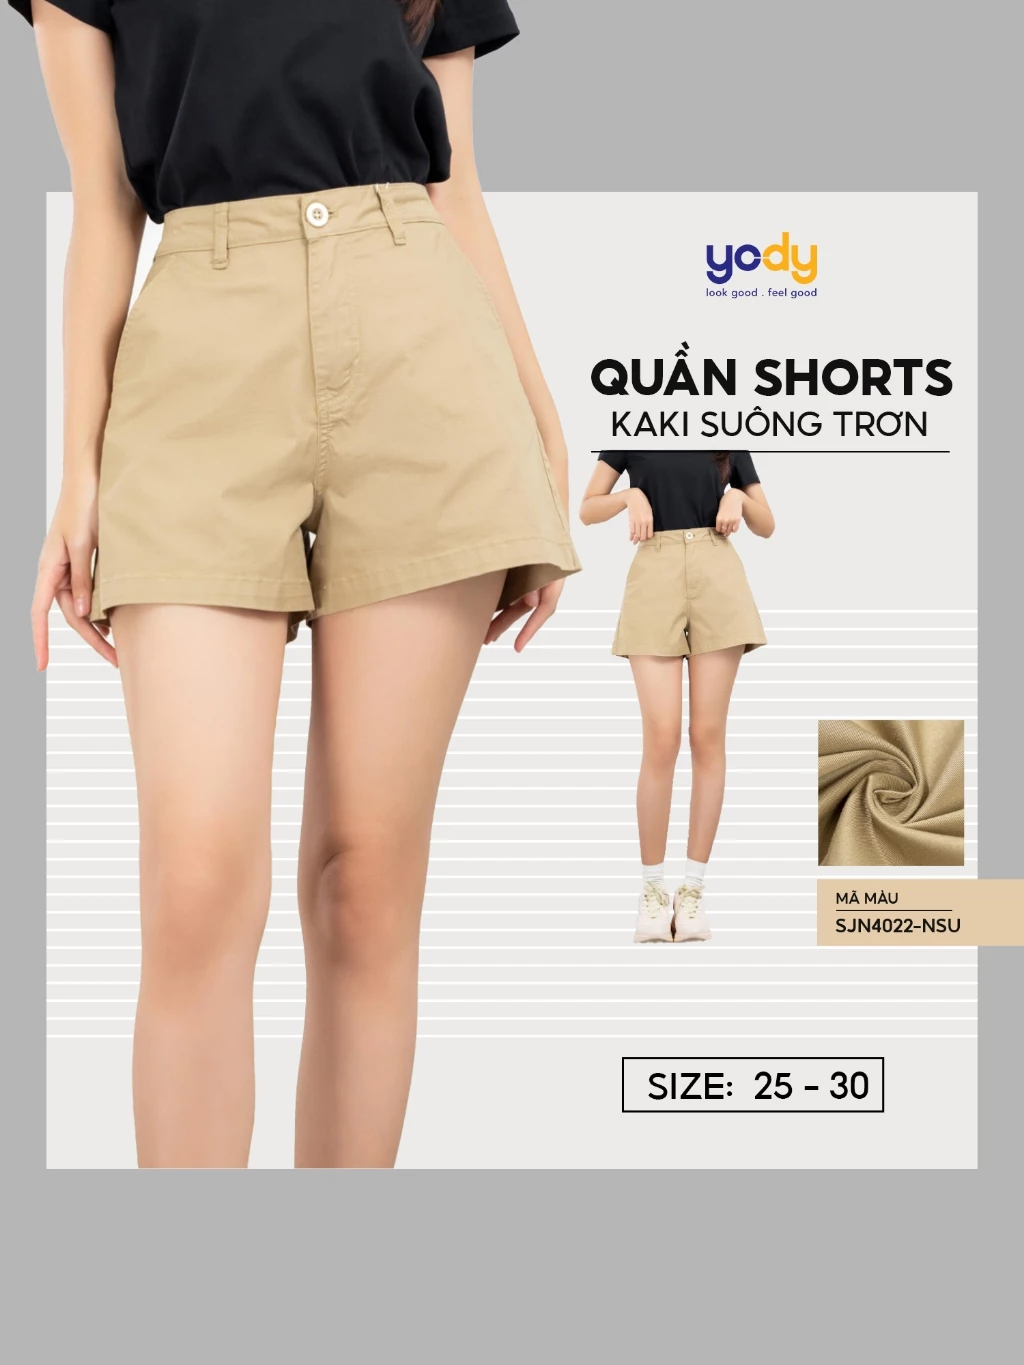 yody
look good . feel good
QUẦN SHORTS
KAKI SUÔNG TRƠN
MÃ MÀU
SJN4022-NSU
SIZE: 25 - 30